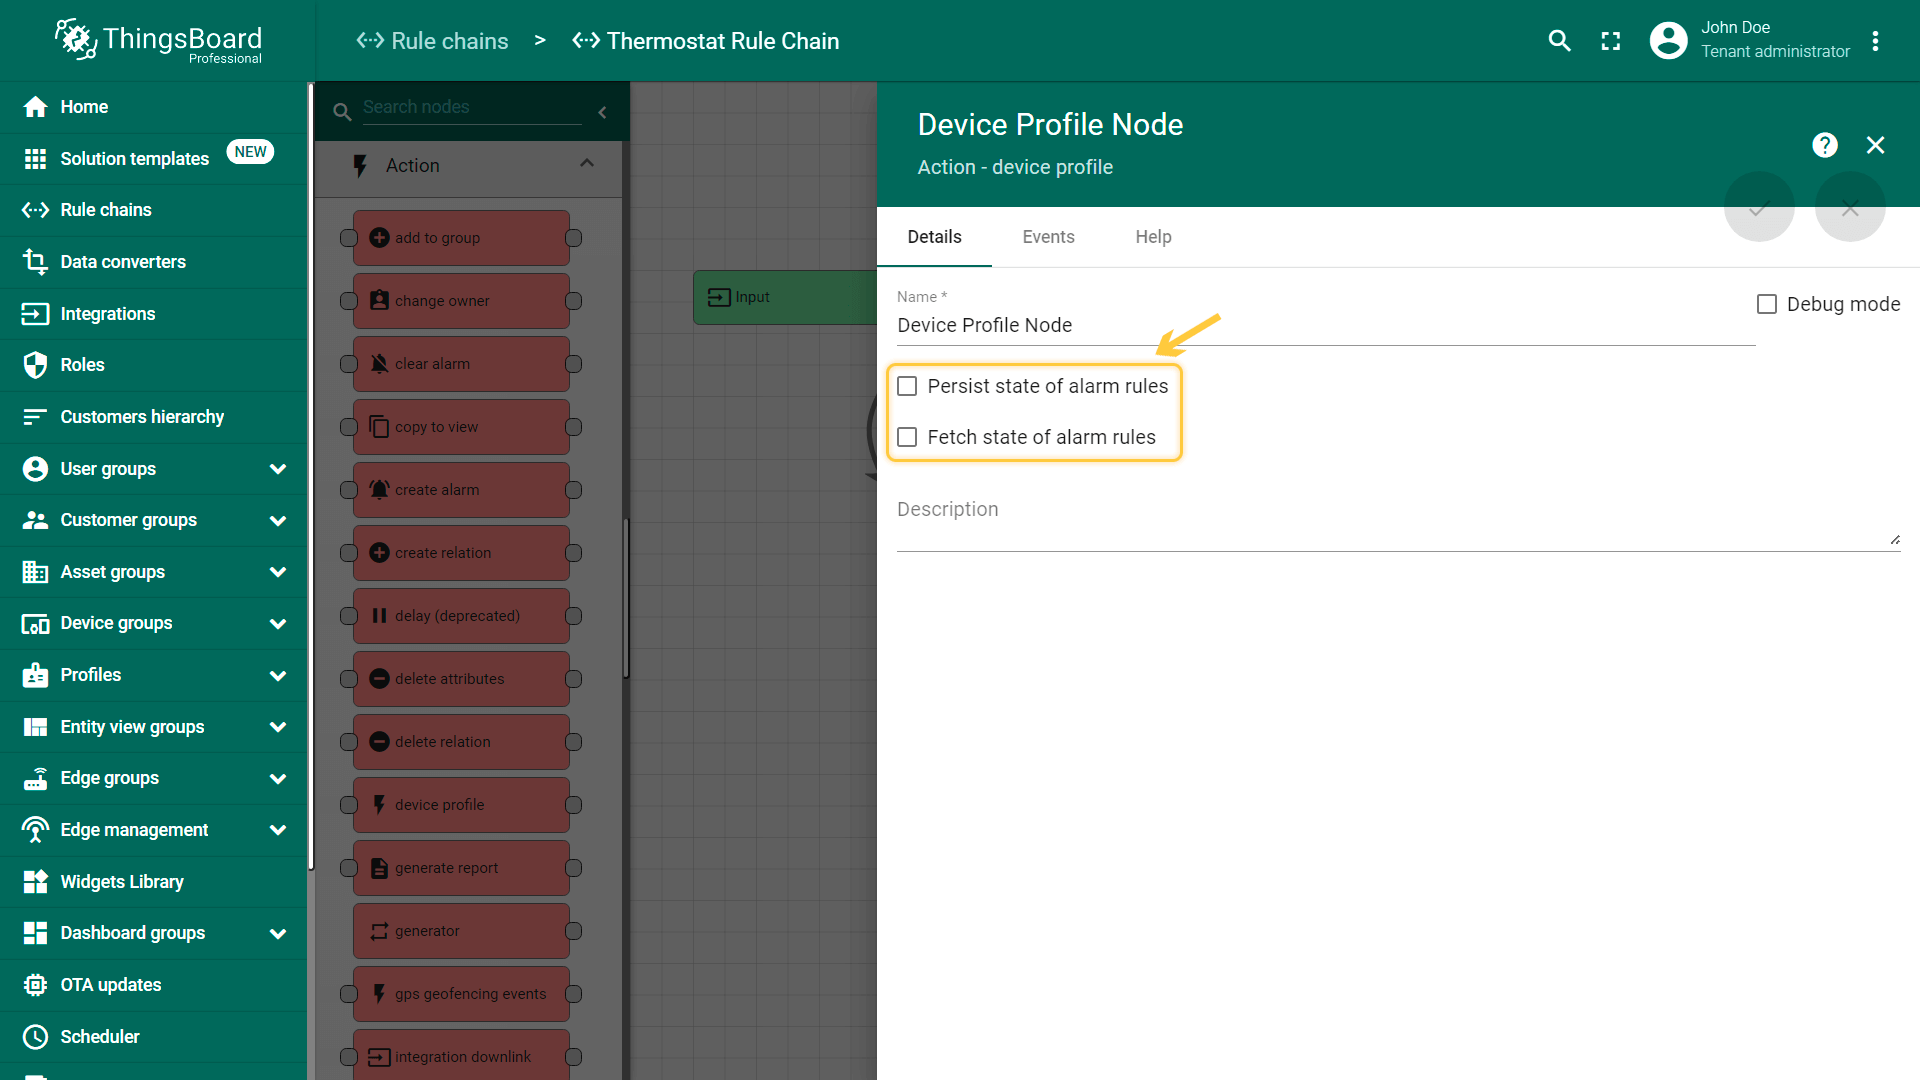 ThingsBoard
Professional
Rule chains > Thermostat Rule Chain
John Doe
Tenant administrator
Home
Solution templates NEW
Rule chains
Data converters
Integrations
Roles
Customers hierarchy
User groups
Customer groups
Asset groups
Device groups
Profiles
Entity view groups
Edge groups
Edge management
Widgets Library
Dashboard groups
OTA updates
Scheduler
Search nodes
Action
add to group
change owner
clear alarm
copy to view
create alarm
create relation
delay (deprecated)
delete attributes
delete relation
device profile
generate report
generator
gps geofencing events
integration downlink
Input
Device Profile Node
Action - device profile
Details Events Help
Name *
Device Profile Node
Debug mode
Persist state of alarm rules
Fetch state of alarm rules
Description